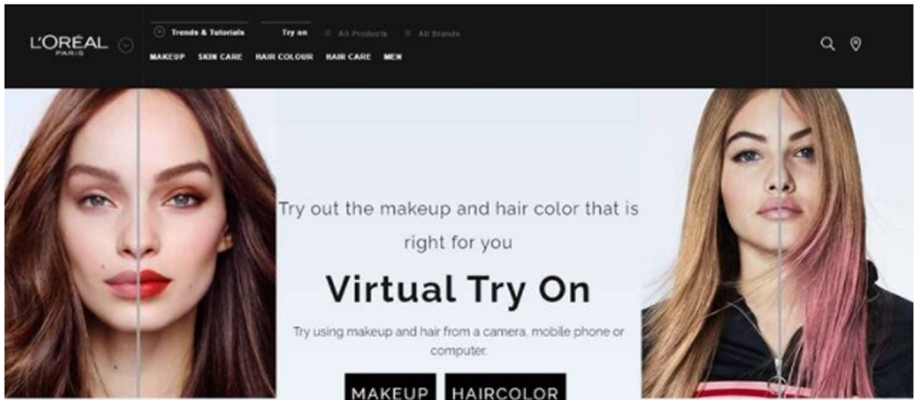 L'ORÉAL
PARIS
Trends & Tutorials Try on All Products All Brands
MAKEUP SKIN CARE HAIR COLOUR HAIR CARE MEN
Try out the makeup and hair color that is
right for you
Virtual Try On
Try using makeup and hair from a camera, mobile phone or
computer.
MAKEUP HAIRCOLOR